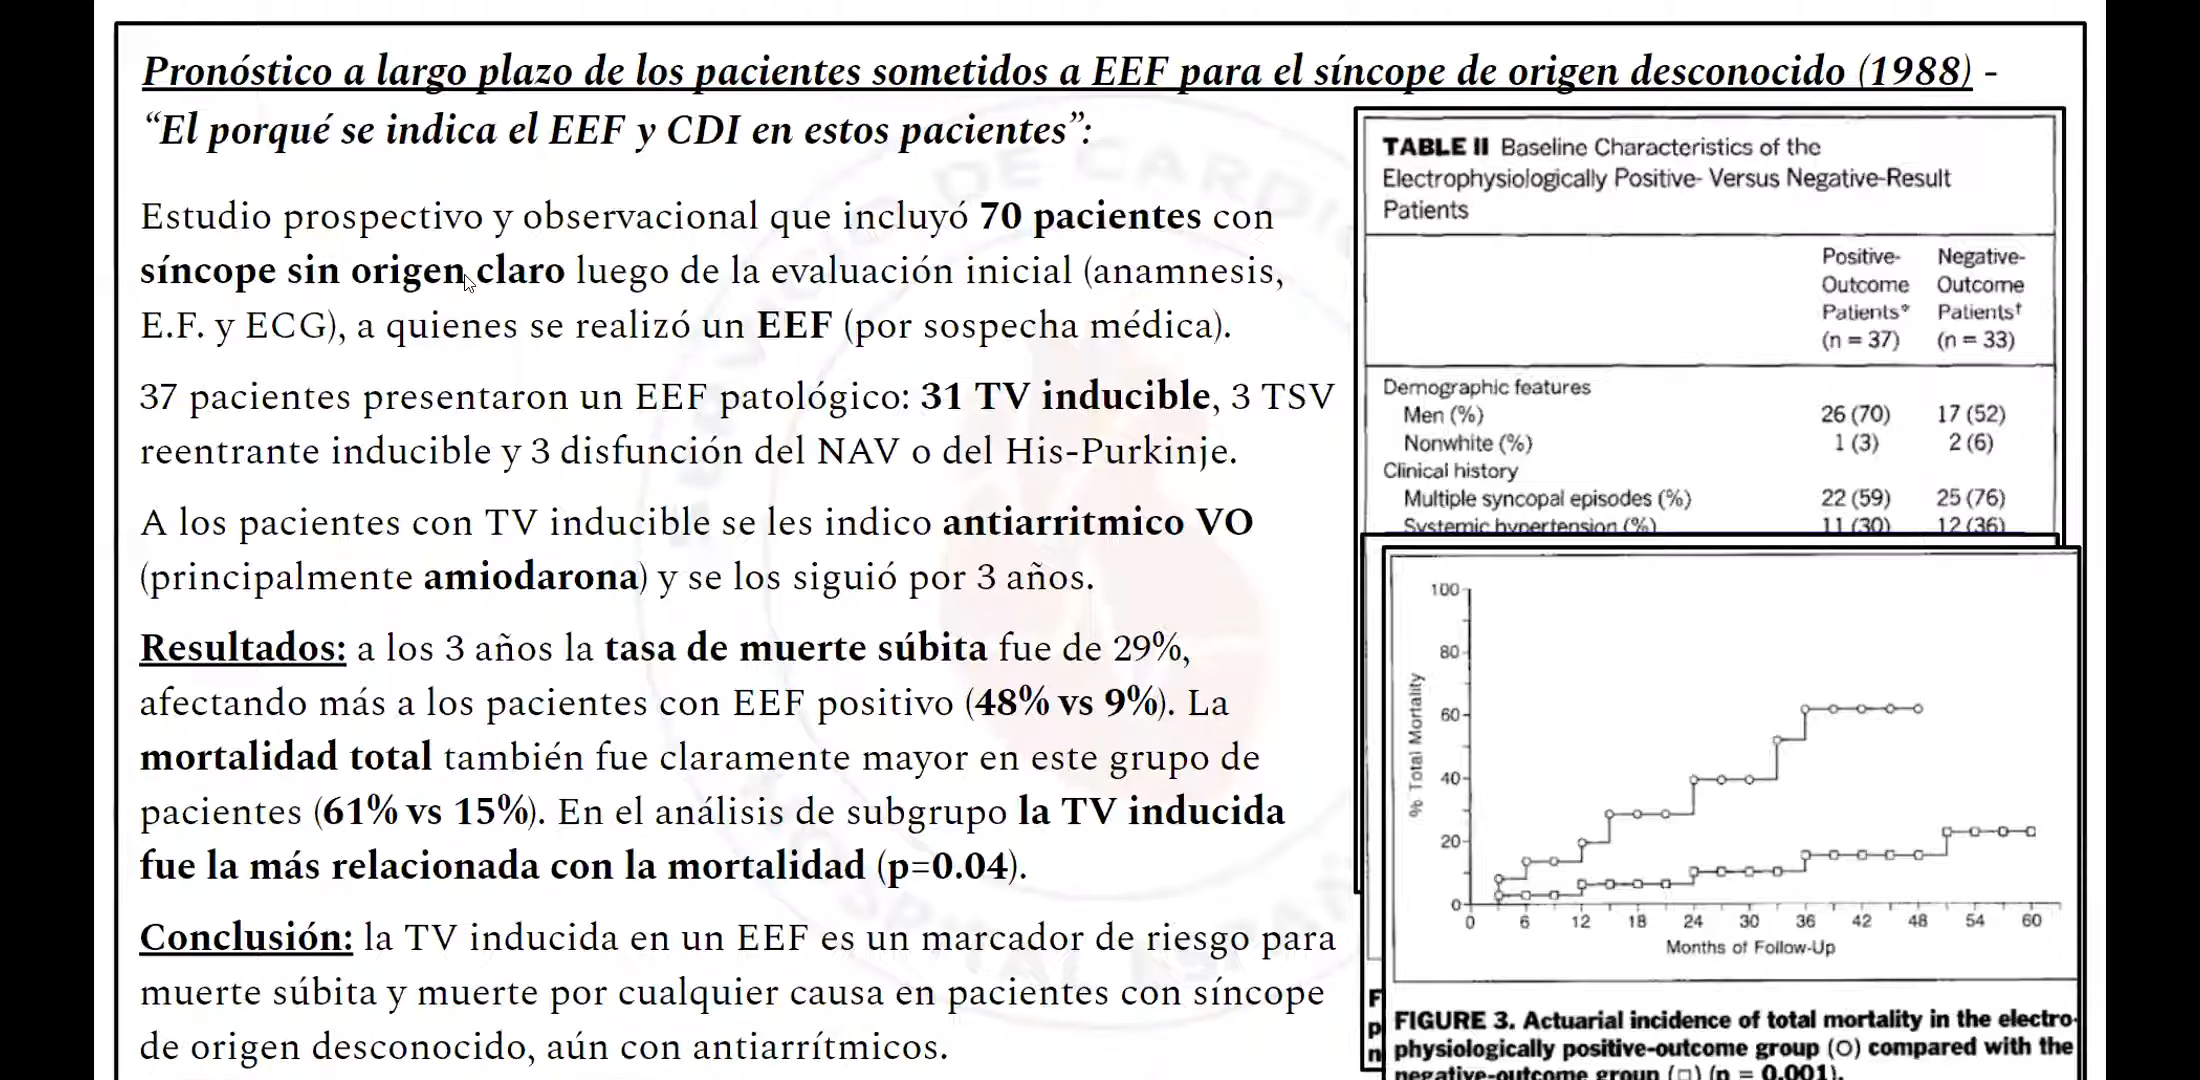 Pronóstico a largo plazo de los pacientes sometidos a EEF para el síncope de origen desconocido (1988) -
“El porqué se indica el EEF y CDI en estos pacientes”:
Estudio prospectivo y observacional que incluyó 70 pacientes con
síncope sin origen claro luego de la evaluación inicial (anamnesis,
E.F. y ECG), a quienes se realizó un EEF (por sospecha médica).
37 pacientes presentaron un EEF patológico: 31 TV inducible, 3 TSV
reentrante inducible y 3 disfunción del NAV o del His-Purkinje.
A los pacientes con TV inducible se les indico antiarritmico VO
(principalmente amiodarona) y se los siguió por 3 años.
Resultados: a los 3 años la tasa de muerte súbita fue de 29%,
afectando más a los pacientes con EEF positivo (48% vs 9%). La
mortalidad total también fue claramente mayor en este grupo de
pacientes (61% vs 15%). En el análisis de subgrupo la TV inducida
fue la más relacionada con la mortalidad (p=0.04).
Conclusión: la TV inducida en un EEF es un marcador de riesgo para
muerte súbita y muerte por cualquier causa en pacientes con síncope
de origen desconocido, aún con antiarrítmicos.
TABLE II Baseline Characteristics of the
Electrophysiologically Positive- Versus Negative-Result
Patients
Positive- Negative-
Outcome Outcome
Patients* Patients†
(n = 37) (n = 33)
Demographic features
Men (%) 26 (70) 17 (52)
Nonwhite (%) 1 (3) 2 (6)
Clinical history
Multiple syncopal episodes (%) 22 (59) 25 (76)
Systemic hypertension (%) 11 (30) 12 (36)
% Total Mortality
100
80
60
40
20
0
0 6 12 18 24 30 36 42 48 54 60
Months of Follow-Up
F
p
n
FIGURE 3. Actuarial incidence of total mortality in the electro-
physiologically positive-outcome group (O) compared with the
negative-outcome group (□) (p = 0.001).